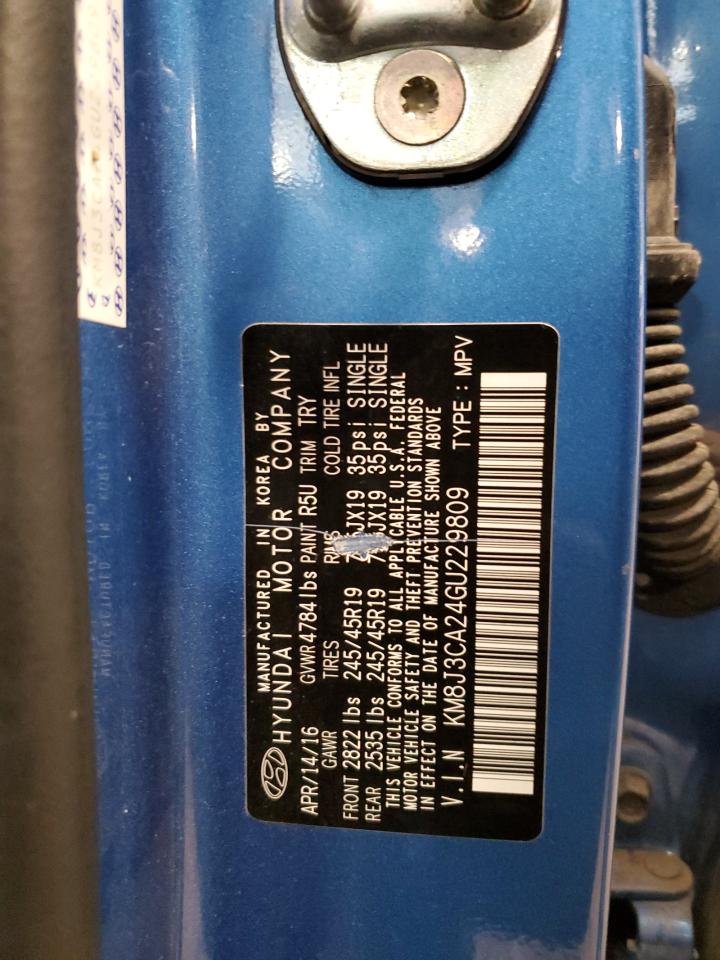 MANUFACTURED IN KOREA BY
HYUNDAI MOTOR COMPANY
APR/14/16 GVWR 4784 lbs PAINT R5U TRIM TRY
GAWR TIRES RIMS COLD TIRE INFL
FRONT 2822 lbs 245/45R19 35psi SINGLE
REAR 2535 lbs 245/45R19 35psi SINGLE
THIS VEHICLE CONFORMS TO ALL APPLICABLE U.S.A. FEDERAL
MOTOR VEHICLE SAFETY AND THEFT PREVENTION STANDARDS
IN EFFECT ON THE DATE OF MANUFACTURE SHOWN ABOVE
V.I.N KM8J3CA24GU229809 TYPE : MPV